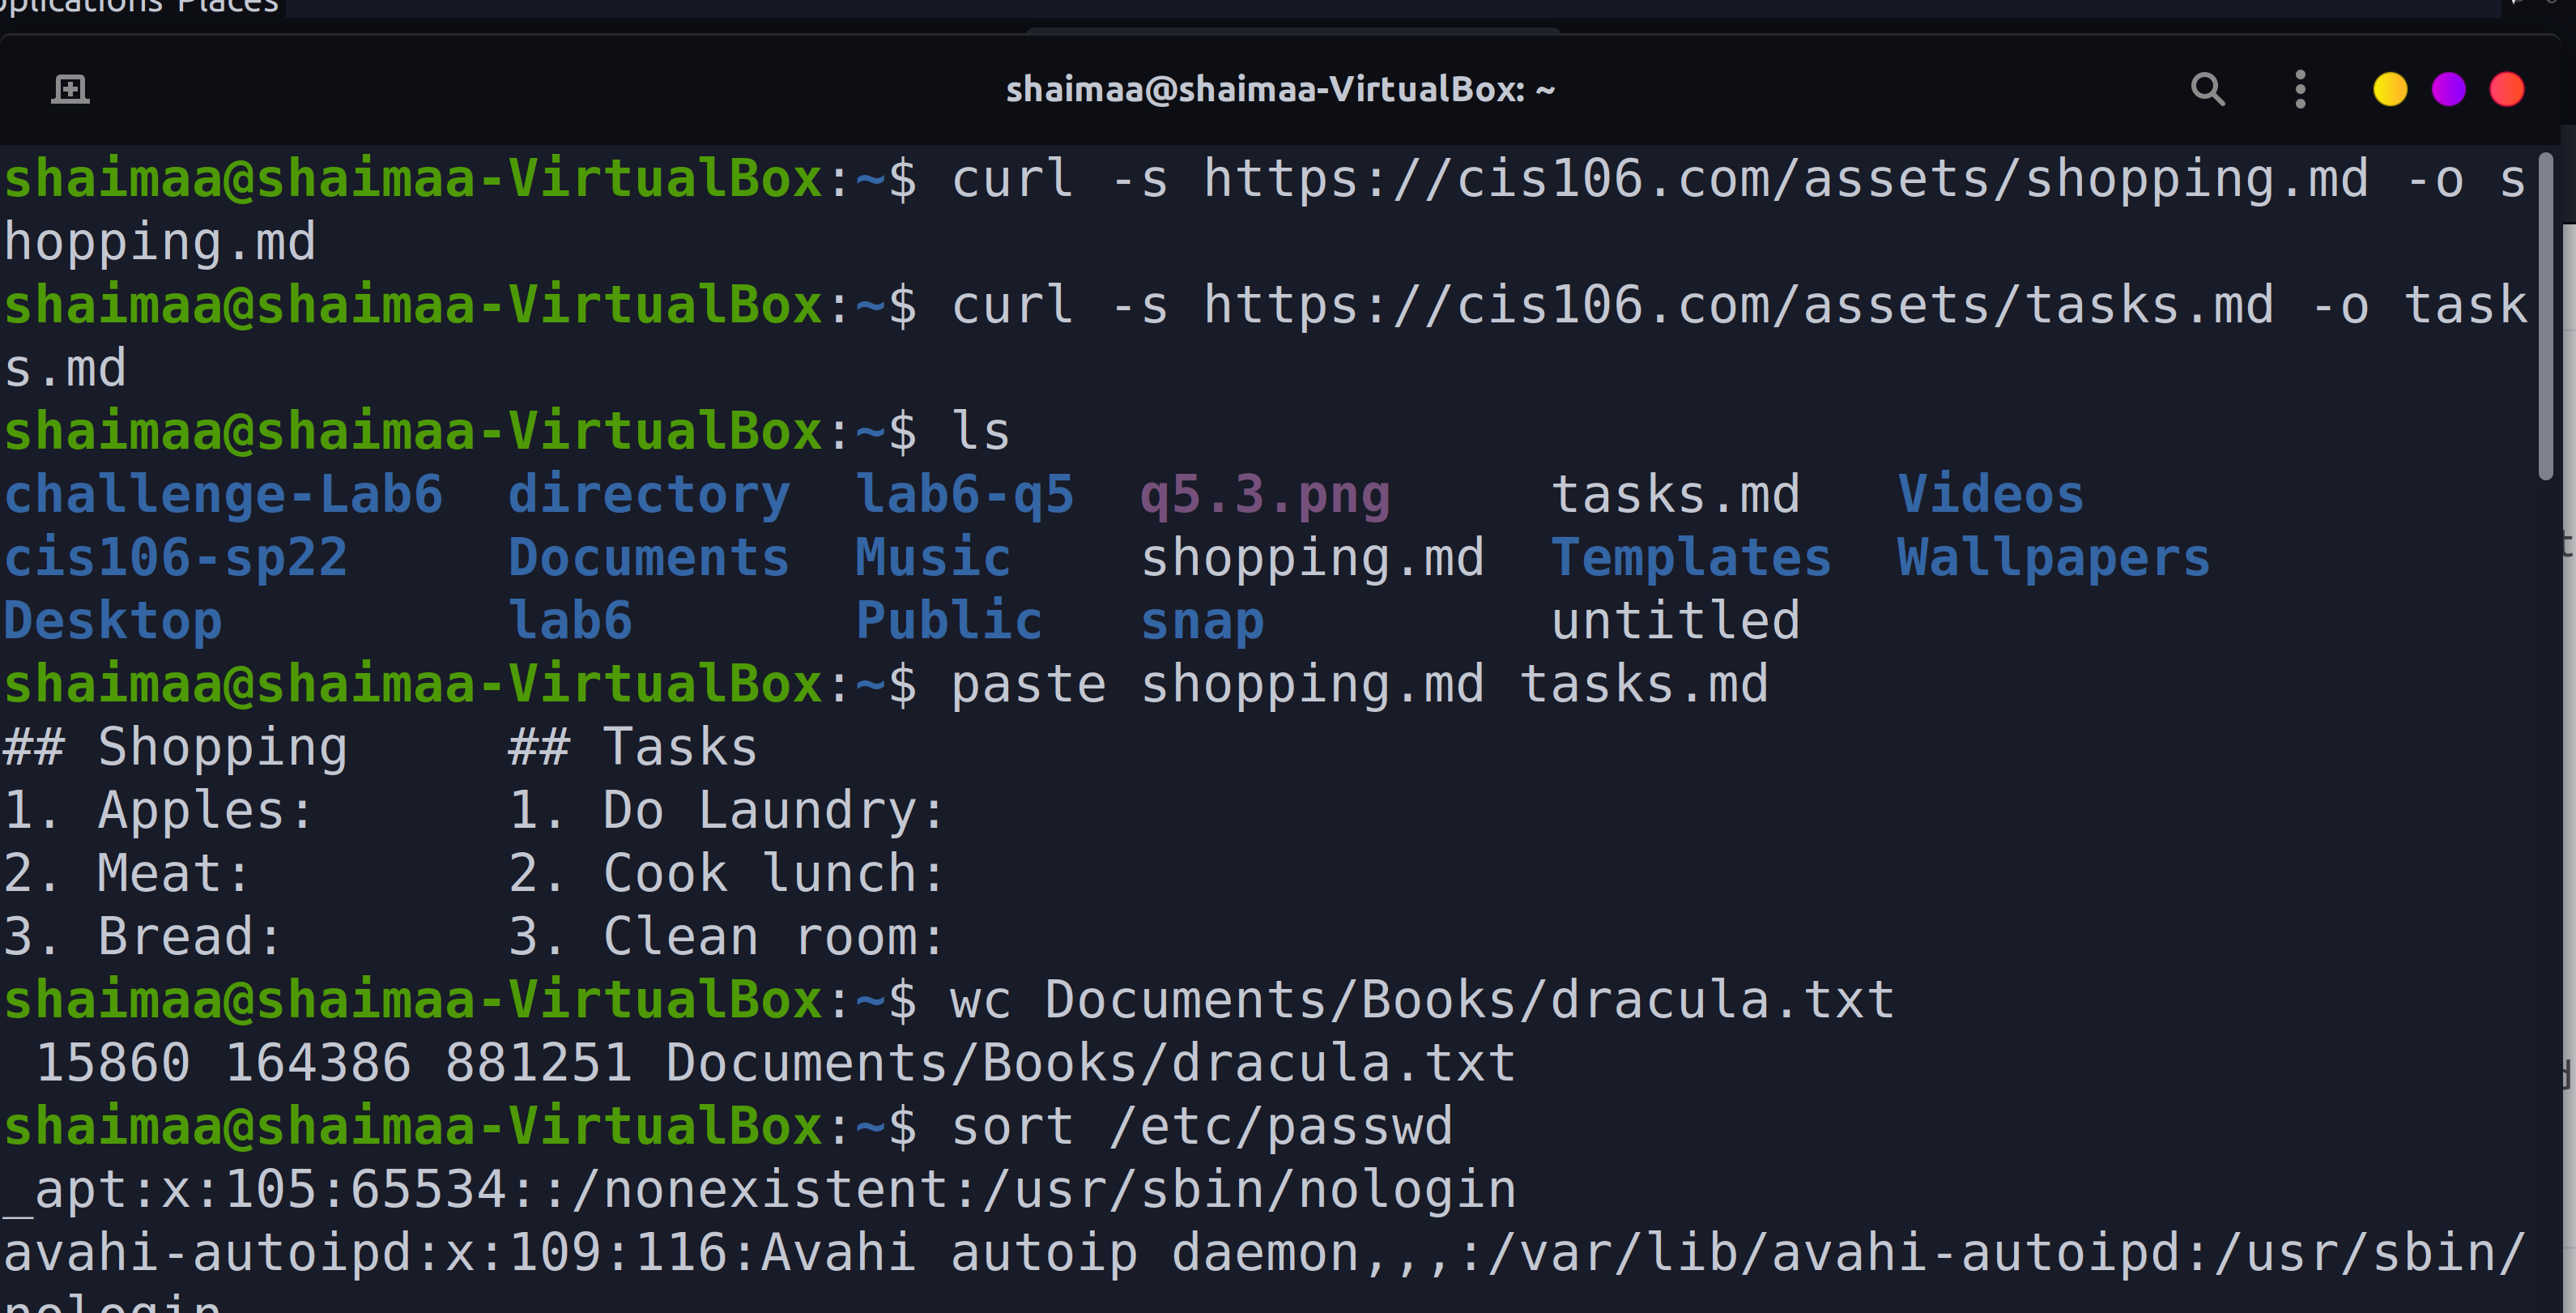 Places
shaimaa@shaimaa-VirtualBox: ~
shaimaa@shaimaa-VirtualBox:~$ curl -s https://cis106.com/assets/shopping.md -o s
hopping.md
shaimaa@shaimaa-VirtualBox:~$ curl -s https://cis106.com/assets/tasks.md -o task
s.md
shaimaa@shaimaa-VirtualBox:~$ ls
challenge-Lab6  directory  lab6-q5  q5.3.png     tasks.md   Videos
cis106-sp22     Documents  Music    shopping.md  Templates  Wallpapers
Desktop         lab6       Public   snap         untitled
shaimaa@shaimaa-VirtualBox:~$ paste shopping.md tasks.md
## Shopping     ## Tasks
1. Apples:      1. Do Laundry:
2. Meat:        2. Cook lunch:
3. Bread:       3. Clean room:
shaimaa@shaimaa-VirtualBox:~$ wc Documents/Books/dracula.txt
 15860 164386 881251 Documents/Books/dracula.txt
shaimaa@shaimaa-VirtualBox:~$ sort /etc/passwd
_apt:x:105:65534::/nonexistent:/usr/sbin/nologin
avahi-autoipd:x:109:116:Avahi autoip daemon,,,:/var/lib/avahi-autoipd:/usr/sbin/
nologin